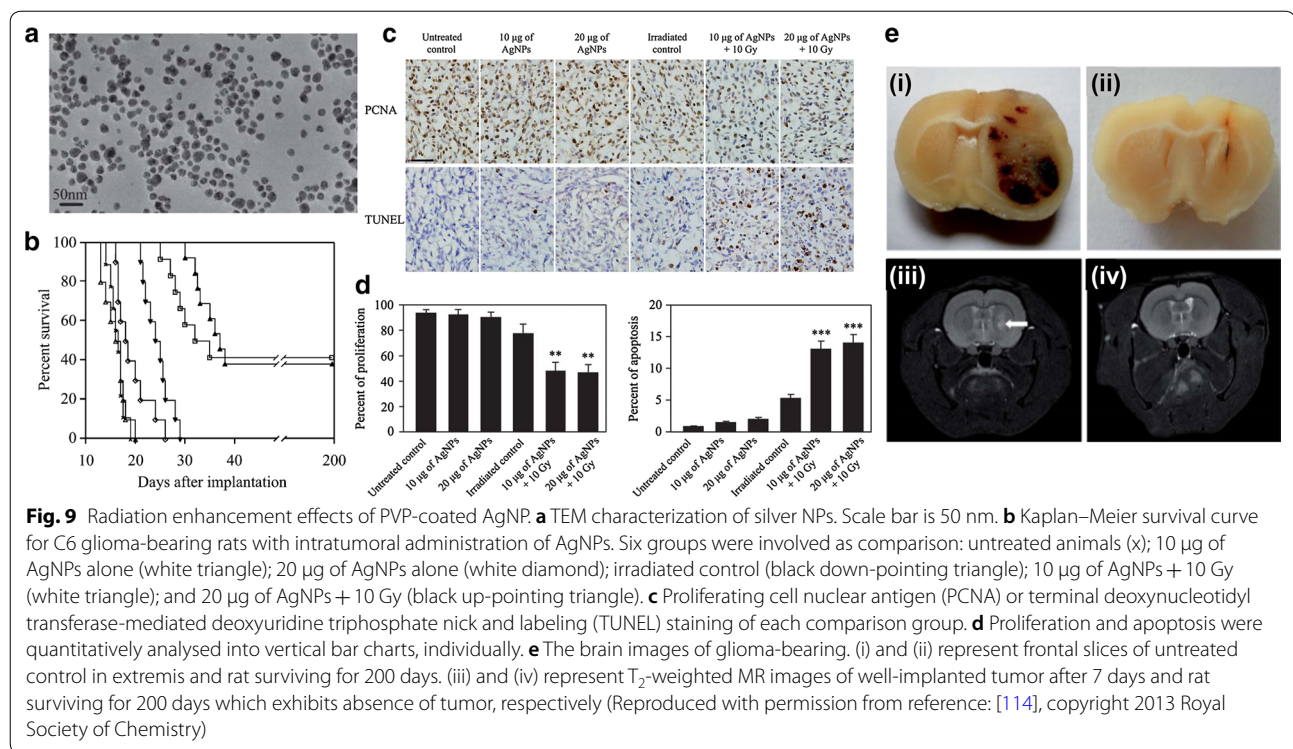 a
50nm
b
100
80
60
40
20
0
Percent survival
10
20
30
40
200
Days after implantation
c
Untreated control
10 µg of AgNPs
20 µg of AgNPs
Irradiated control
10 µg of AgNPs + 10 Gy
20 µg of AgNPs + 10 Gy
PCNA
TUNEL
d
100
80
60
40
20
0
Percent of proliferation
Untreated control
10 µg of AgNPs
20 µg of AgNPs
Irradiated control
10 µg of AgNPs + 10 Gy
20 µg of AgNPs + 10 Gy
**
**
20
15
10
5
0
Percent of apoptosis
Untreated control
10 µg of AgNPs
20 µg of AgNPs
Irradiated control
10 µg of AgNPs + 10 Gy
20 µg of AgNPs + 10 Gy
***
***
e
(i)
(ii)
(iii)
(iv)
Fig. 9 Radiation enhancement effects of PVP-coated AgNP. a TEM characterization of silver NPs. Scale bar is 50 nm. b Kaplan–Meier survival curve
for C6 glioma-bearing rats with intratumoral administration of AgNPs. Six groups were involved as comparison: untreated animals (x); 10 µg of
AgNPs alone (white triangle); 20 µg of AgNPs alone (white diamond); irradiated control (black down-pointing triangle); 10 µg of AgNPs + 10 Gy
(white triangle); and 20 µg of AgNPs + 10 Gy (black up-pointing triangle). c Proliferating cell nuclear antigen (PCNA) or terminal deoxynucleotidyl
transferase-mediated deoxyuridine triphosphate nick and labeling (TUNEL) staining of each comparison group. d Proliferation and apoptosis were
quantitatively analysed into vertical bar charts, individually. e The brain images of glioma-bearing. (i) and (ii) represent frontal slices of untreated
control in extremis and rat surviving for 200 days. (iii) and (iv) represent T₂-weighted MR images of well-implanted tumor after 7 days and rat
surviving for 200 days which exhibits absence of tumor, respectively (Reproduced with permission from reference: [114], copyright 2013 Royal
Society of Chemistry)